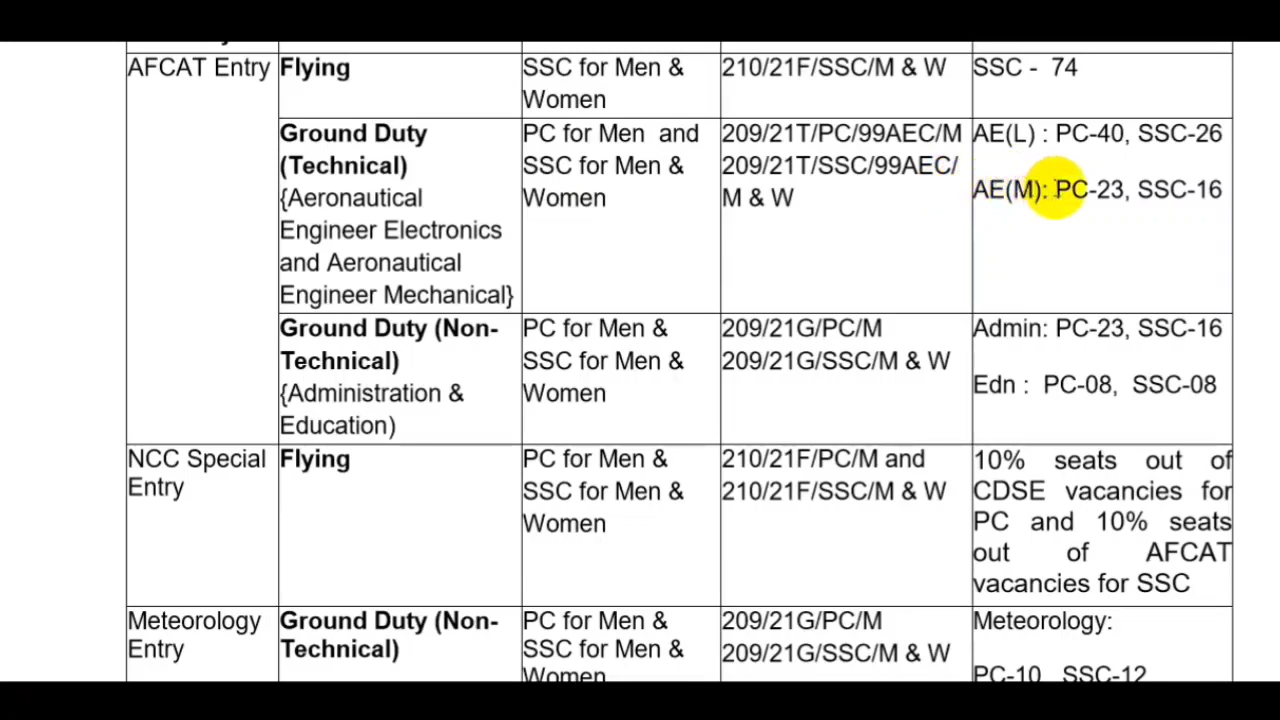 AFCAT Entry
Flying
SSC for Men &
Women
210/21F/SSC/M & W
SSC - 74
Ground Duty
(Technical)
{Aeronautical
Engineer Electronics
and Aeronautical
Engineer Mechanical}
PC for Men and
SSC for Men &
Women
209/21T/PC/99AEC/M
209/21T/SSC/99AEC/
M & W
AE(L) : PC-40, SSC-26
AE(M): PC-23, SSC-16
Ground Duty (Non-
Technical)
{Administration &
Education)
PC for Men &
SSC for Men &
Women
209/21G/PC/M
209/21G/SSC/M & W
Admin: PC-23, SSC-16
Edn : PC-08, SSC-08
NCC Special
Entry
Flying
PC for Men &
SSC for Men &
Women
210/21F/PC/M and
210/21F/SSC/M & W
10% seats out of
CDSE vacancies for
PC and 10% seats
out of AFCAT
vacancies for SSC
Meteorology
Entry
Ground Duty (Non-
Technical)
PC for Men &
SSC for Men &
Women
209/21G/PC/M
209/21G/SSC/M & W
Meteorology:
PC-10 SSC-12